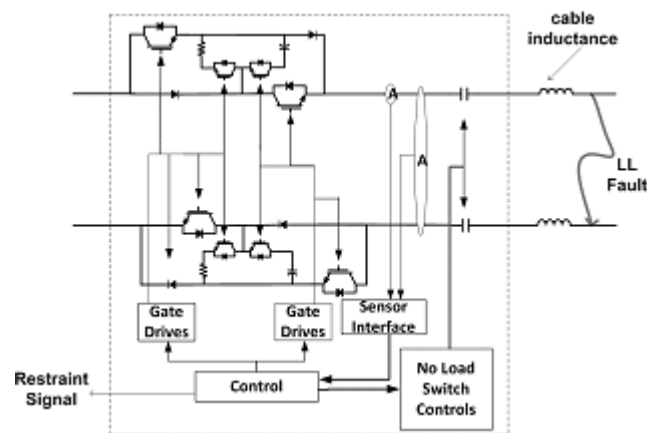 cable
inductance
A
A
LL
Fault
Gate
Drives
Gate
Drives
Sensor
Interface
No Load
Switch
Controls
Restraint
Signal
Control